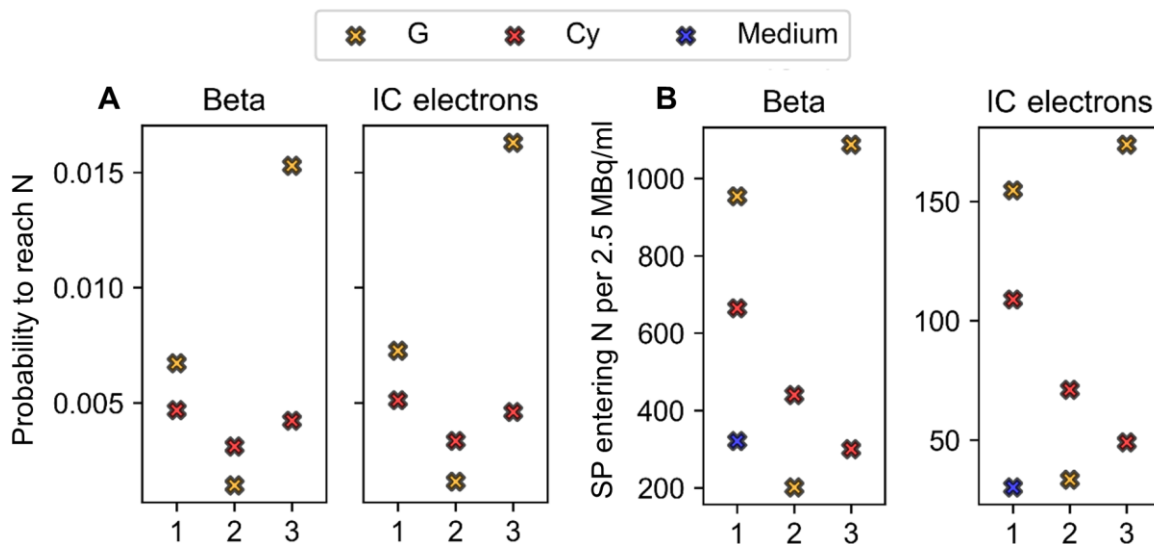 G Cy Medium
A Beta IC electrons B Beta IC electrons
Probability to reach N
0.015
0.010
0.005
1 2 3
1 2 3
SP entering N per 2.5 MBq/ml
1000
800
600
400
200
1 2 3
150
100
50
1 2 3